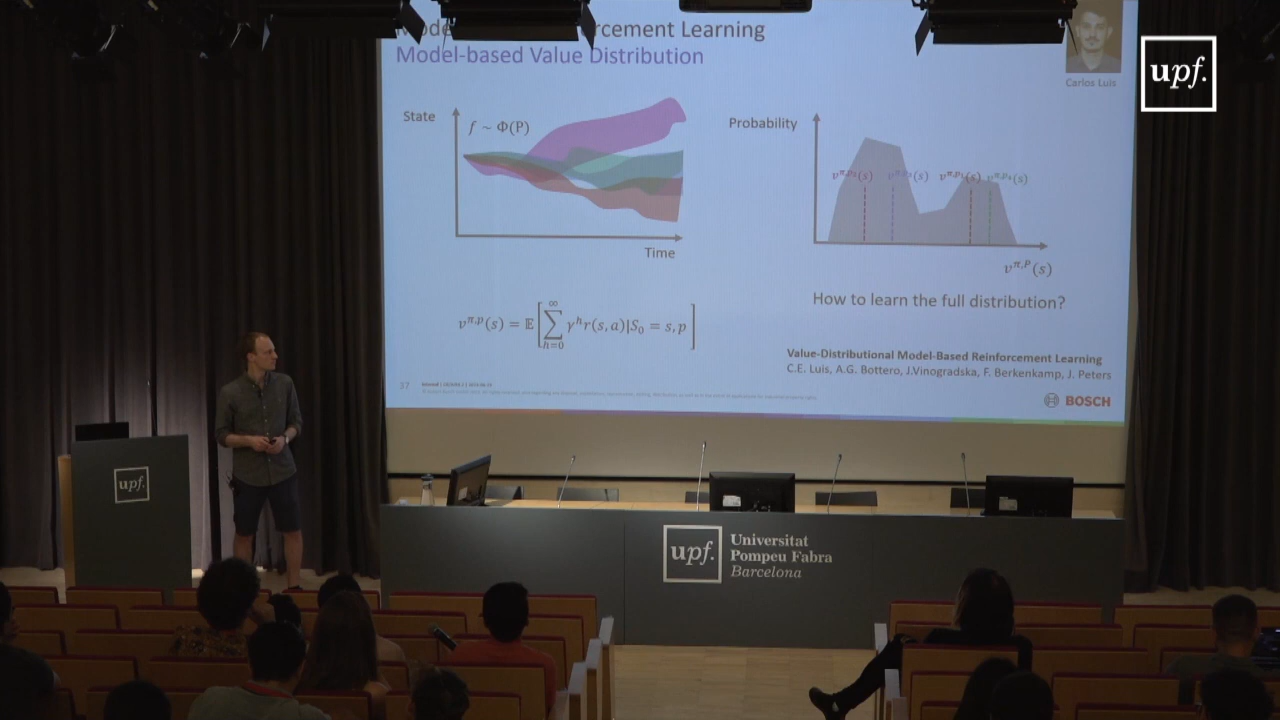 Reinforcement Learning
Model-based Value Distribution
Carlos Luis
upf.
State
f ~ Φ(P)
Time
Probability
v^{π,P}(s)
How to learn the full distribution?
v^{π,p}(s) = 𝔼[∑_{h=0}^{∞} γ^h r(s,a)|S_0 = s,p]
Value-Distributional Model-Based Reinforcement Learning
C.E. Luis, A.G. Bottero, J.Vinogradska, F. Berkenkamp, J. Peters
37
BOSCH
upf.
upf.
Universitat
Pompeu Fabra
Barcelona